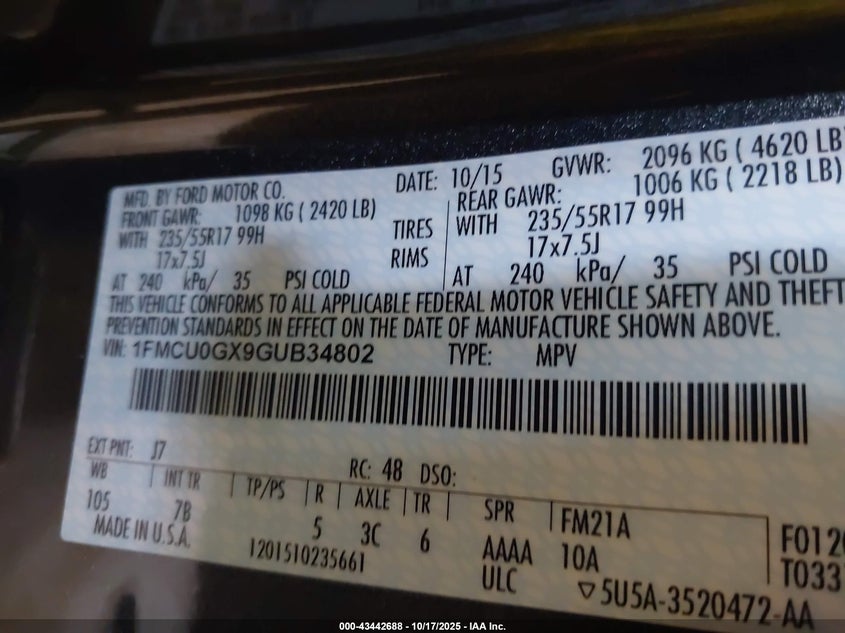 MFD. BY FORD MOTOR CO. DATE: 10/15 GVWR: 2096 KG ( 4620 LB
FRONT GAWR: 1098 KG ( 2420 LB) REAR GAWR: 1006 KG ( 2218 LB)
WITH 235/55R17 99H TIRES WITH 235/55R17 99H
17x7.5J RIMS 17x7.5J
AT 240 kPa/ 35 PSI COLD AT 240 kPa/ 35 PSI COLD
THIS VEHICLE CONFORMS TO ALL APPLICABLE FEDERAL MOTOR VEHICLE SAFETY AND THEFT
PREVENTION STANDARDS IN EFFECT ON THE DATE OF MANUFACTURE SHOWN ABOVE.
VIN: 1FMCU0GX9GUB34802 TYPE: MPV
EXT PNT: J7 RC: 48 DSO:
WB INT TR TP/PS R AXLE TR SPR FM21A
105 7B 5 3C 6 AAAA 10A
MADE IN U.S.A. 1201510235661 ULC 5U5A-3520472-AA
F012
T033
000-43442688 - 10/17/2025 - IAA Inc.